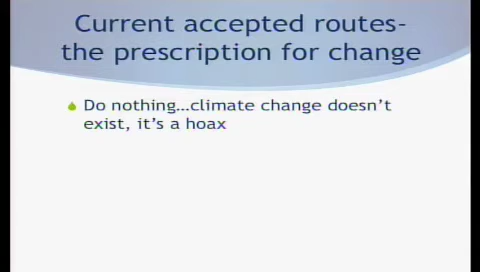 Current accepted routes-
the prescription for change
Do nothing…climate change doesn't
exist, it's a hoax